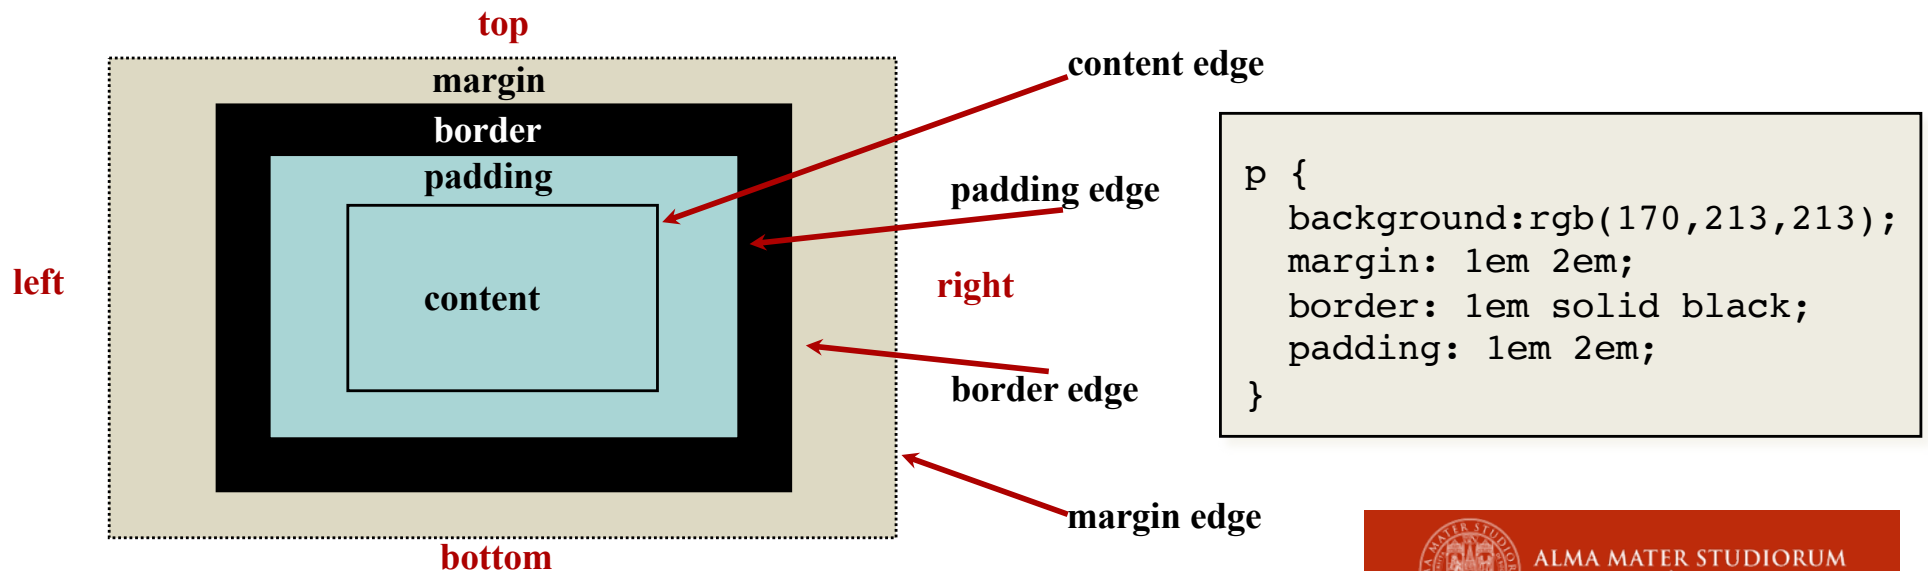 top
margin
border
padding
content
left
right
bottom
content edge
padding edge
border edge
margin edge
p {
  background:rgb(170,213,213);
  margin: 1em 2em;
  border: 1em solid black;
  padding: 1em 2em;
}
ALMA MATER STUDIORUM